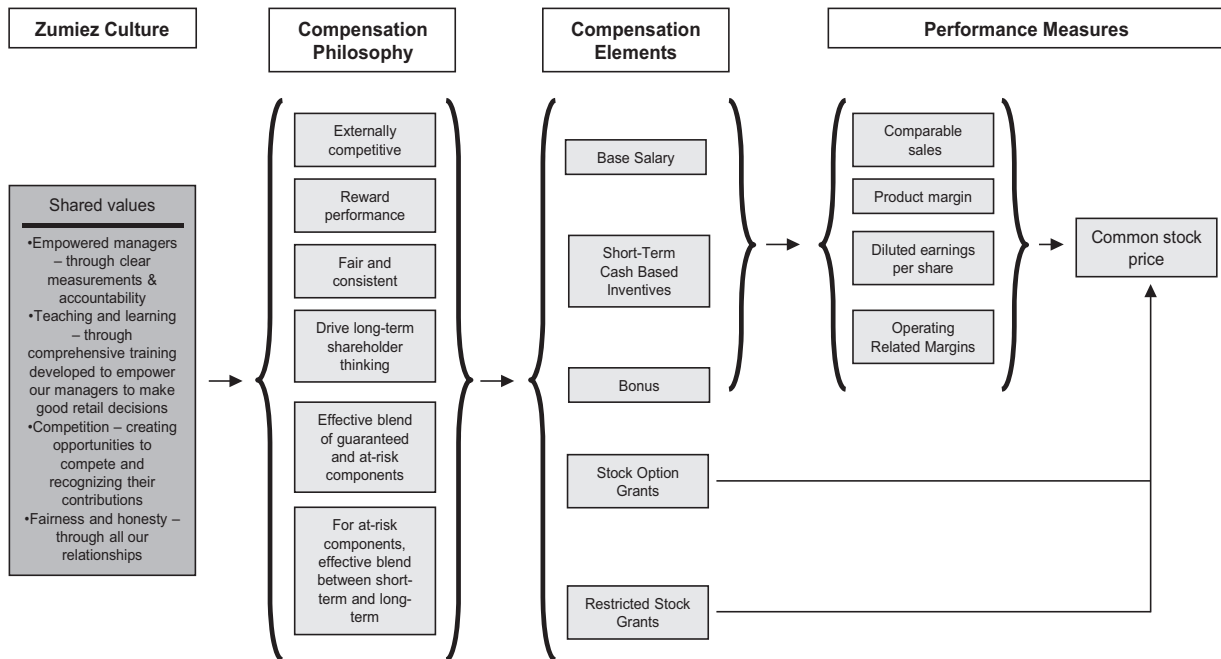 Zumiez Culture
Compensation
Philosophy
Compensation
Elements
Performance Measures
Shared values
•Empowered managers
– through clear
measurements &
accountability
•Teaching and learning
– through
comprehensive training
developed to empower
our managers to make
good retail decisions
•Competition – creating
opportunities to
compete and
recognizing their
contributions
•Fairness and honesty –
through all our
relationships
Externally
competitive
Reward
performance
Fair and
consistent
Drive long-term
shareholder
thinking
Effective blend
of guaranteed
and at-risk
components
For at-risk
components,
effective blend
between short-
term and long-
term
Base Salary
Short-Term
Cash Based
Inventives
Bonus
Stock Option
Grants
Restricted Stock
Grants
Comparable
sales
Product margin
Diluted earnings
per share
Operating
Related Margins
Common stock
price